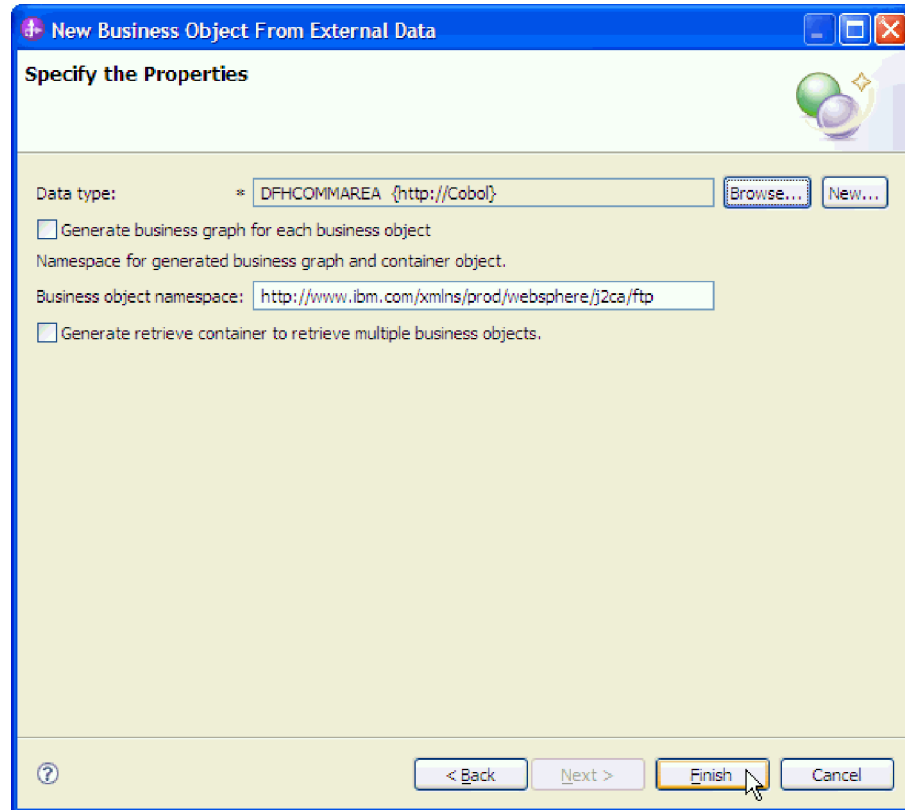 New Business Object From External Data
Specify the Properties
Data type: * DFHCOMMAREA {http://Cobol} Browse... New...
Generate business graph for each business object
Namespace for generated business graph and container object.
Business object namespace: http://www.ibm.com/xmlns/prod/websphere/j2ca/ftp
Generate retrieve container to retrieve multiple business objects.
? < Back Next > Finish Cancel